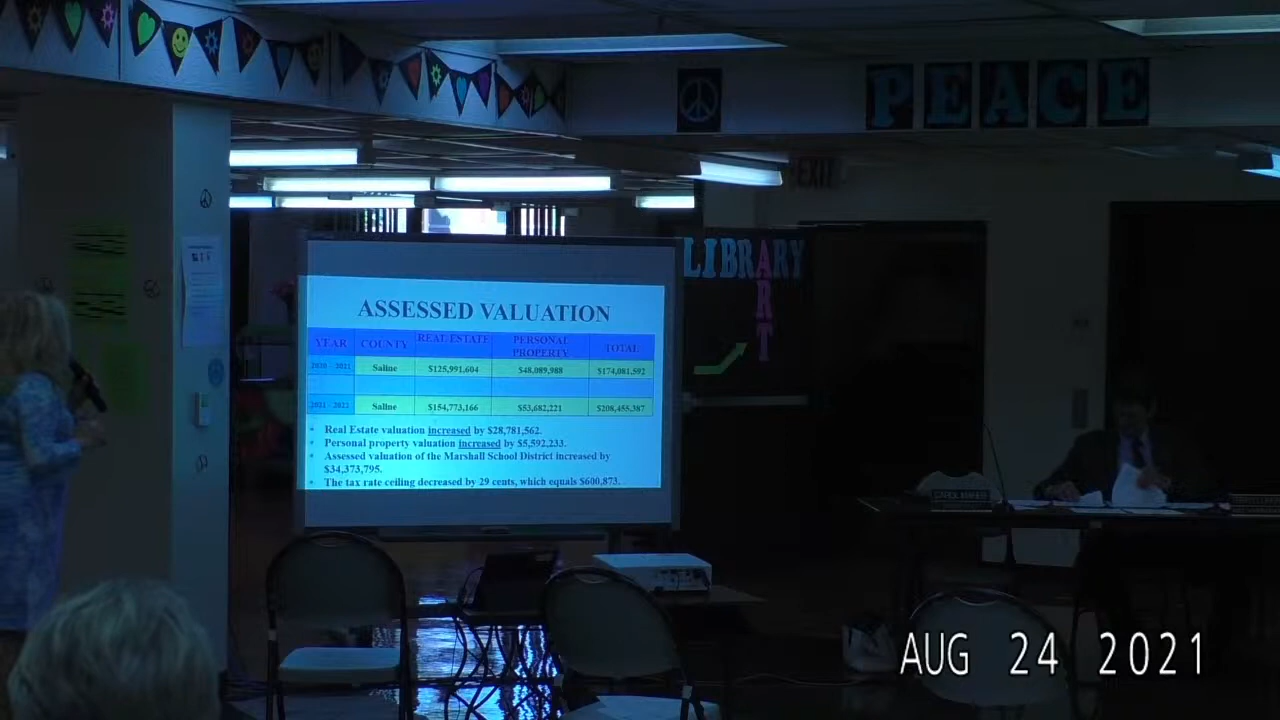 PEACE
EXIT
LIBRARY
ART
ASSESSED VALUATION
YEAR COUNTY REAL ESTATE PERSONAL PROPERTY TOTAL
2020 - 2021 Saline $125,991,604 $48,089,988 $174,081,592
2021 - 2022 Saline $154,773,166 $53,682,221 $208,455,387
• Real Estate valuation increased by $28,781,562.
• Personal property valuation increased by $5,592,233.
• Assessed valuation of the Marshall School District increased by
$34,373,795.
• The tax rate ceiling decreased by 29 cents, which equals $600,873.
AUG 24 2021